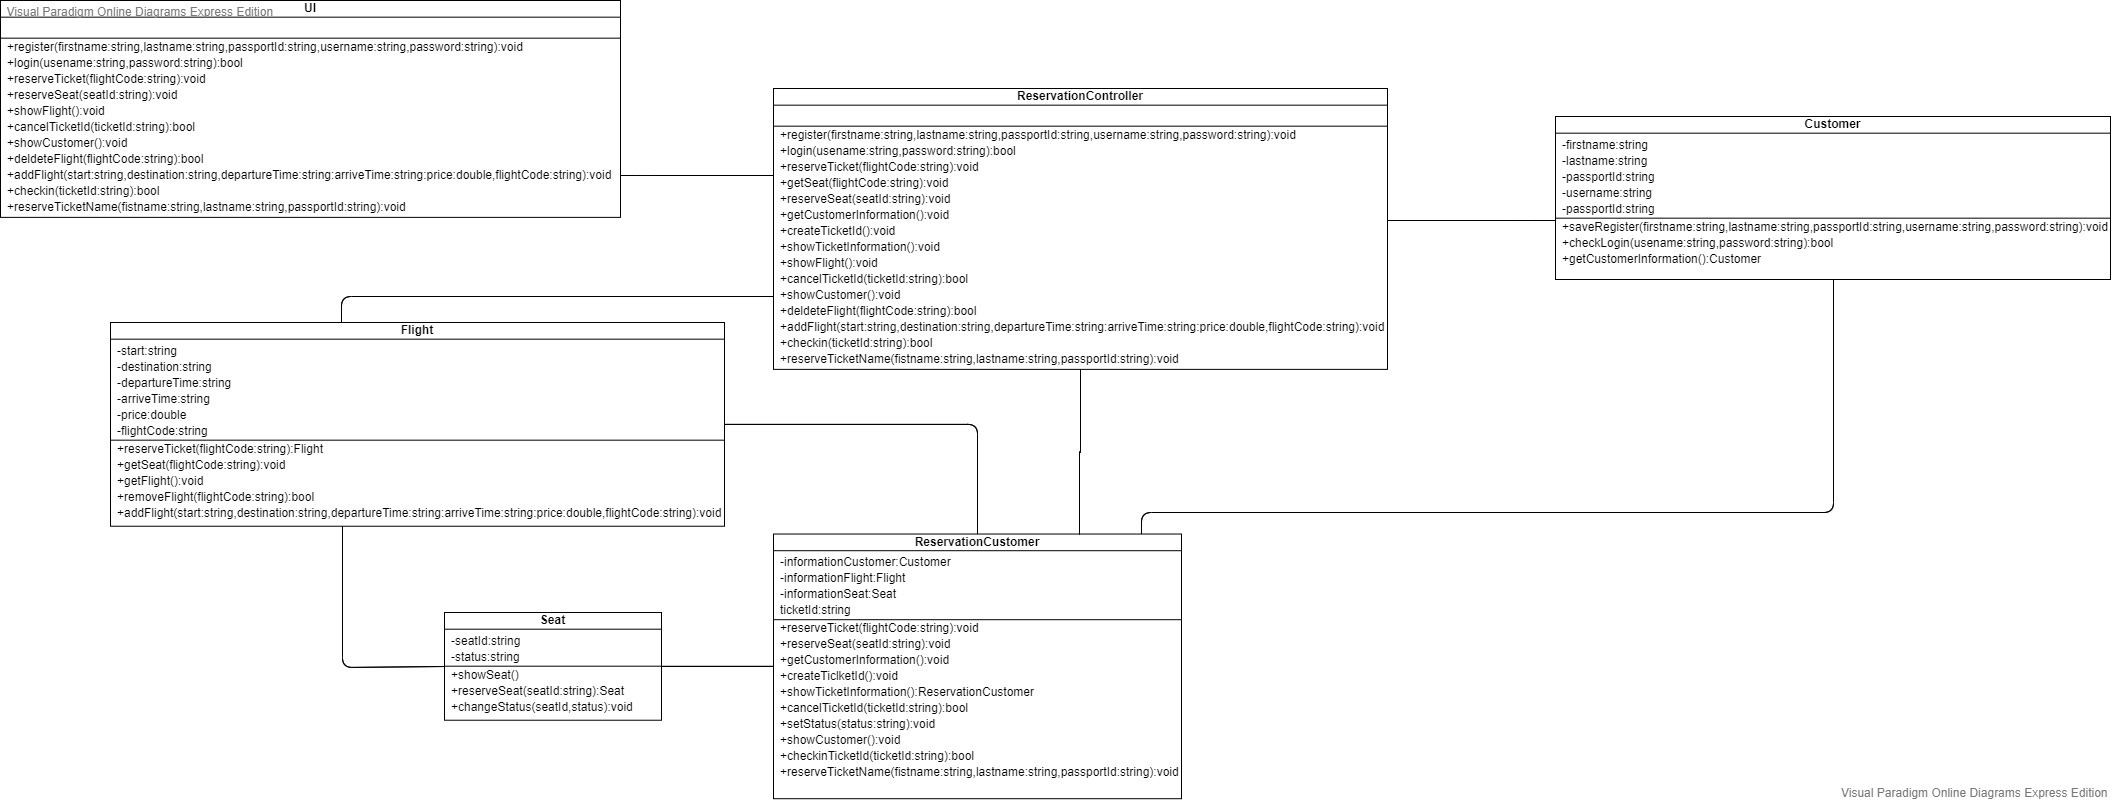 Visual Paradigm Online Diagrams Express Edition
UI
+register(firstname:string,lastname:string,passportId:string,username:string,password:string):void
+login(usename:string,password:string):bool
+reserveTicket(flightCode:string):void
+reserveSeat(seatId:string):void
+showFlight():void
+cancelTicketId(ticketId:string):bool
+showCustomer():void
+deldeteFlight(flightCode:string):bool
+addFlight(start:string,destination:string,departureTime:string:arriveTime:string:price:double,flightCode:string):void
+checkin(ticketId:string):bool
+reserveTicketName(fistname:string,lastname:string,passportId:string):void
ReservationController
+register(firstname:string,lastname:string,passportId:string,username:string,password:string):void
+login(usename:string,password:string):bool
+reserveTicket(flightCode:string):void
+getSeat(flightCode:string):void
+reserveSeat(seatId:string):void
+getCustomerInformation():void
+createTicketId():void
+showTicketInformation():void
+showFlight():void
+cancelTicketId(ticketId:string):bool
+showCustomer():void
+deldeteFlight(flightCode:string):bool
+addFlight(start:string,destination:string,departureTime:string:arriveTime:string:price:double,flightCode:string):void
+checkin(ticketId:string):bool
+reserveTicketName(fistname:string,lastname:string,passportId:string):void
Customer
-firstname:string
-lastname:string
-passportId:string
-username:string
-passportId:string
+saveRegister(firstname:string,lastname:string,passportId:string,username:string,password:string):void
+checkLogin(usename:string,password:string):bool
+getCustomerInformation():Customer
Flight
-start:string
-destination:string
-departureTime:string
-arriveTime:string
-price:double
-flightCode:string
+reserveTicket(flightCode:string):Flight
+getSeat(flightCode:string):void
+getFlight():void
+removeFlight(flightCode:string):bool
+addFlight(start:string,destination:string,departureTime:string:arriveTime:string:price:double,flightCode:string):void
Seat
-seatId:string
-status:string
+showSeat()
+reserveSeat(seatId:string):Seat
+changeStatus(seatId,status):void
ReservationCustomer
-informationCustomer:Customer
-informationFlight:Flight
-informationSeat:Seat
ticketId:string
+reserveTicket(flightCode:string):void
+reserveSeat(seatId:string):void
+getCustomerInformation():void
+createTiclketId():void
+showTicketInformation():ReservationCustomer
+cancelTicketId(ticketId:string):bool
+setStatus(status:string):void
+showCustomer():void
+checkinTicketId(ticketId:string):bool
+reserveTicketName(fistname:string,lastname:string,passportId:string):void
Visual Paradigm Online Diagrams Express Edition